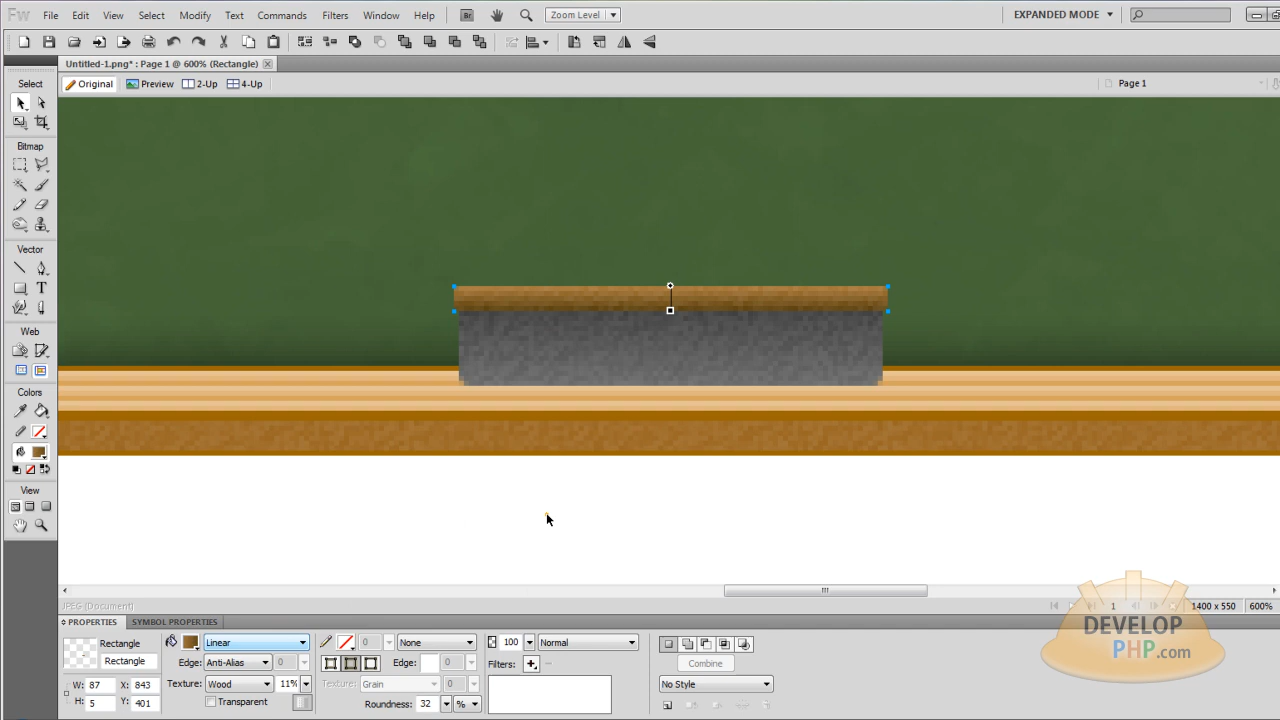 Fw File Edit View Select Modify Text Commands Filters Window Help Br Zoom Level EXPANDED MODE
Untitled-1.png* : Page 1 @ 600% (Rectangle)
Select Original Preview 2-Up 4-Up Page 1
Bitmap
Vector
T
Web
Colors
View
JPEG (Document) 1 1400 x 550 600%
PROPERTIES SYMBOL PROPERTIES
Rectangle Linear 0 None 100 Normal
Rectangle Edge: Anti-Alias 0 Edge: 0 Filters: Combine
W: 87 X: 843 Texture: Wood 11% Texture: Grain 0 No Style
H: 5 Y: 401 Transparent Roundness: 32 %
DEVELOP
PHP.com